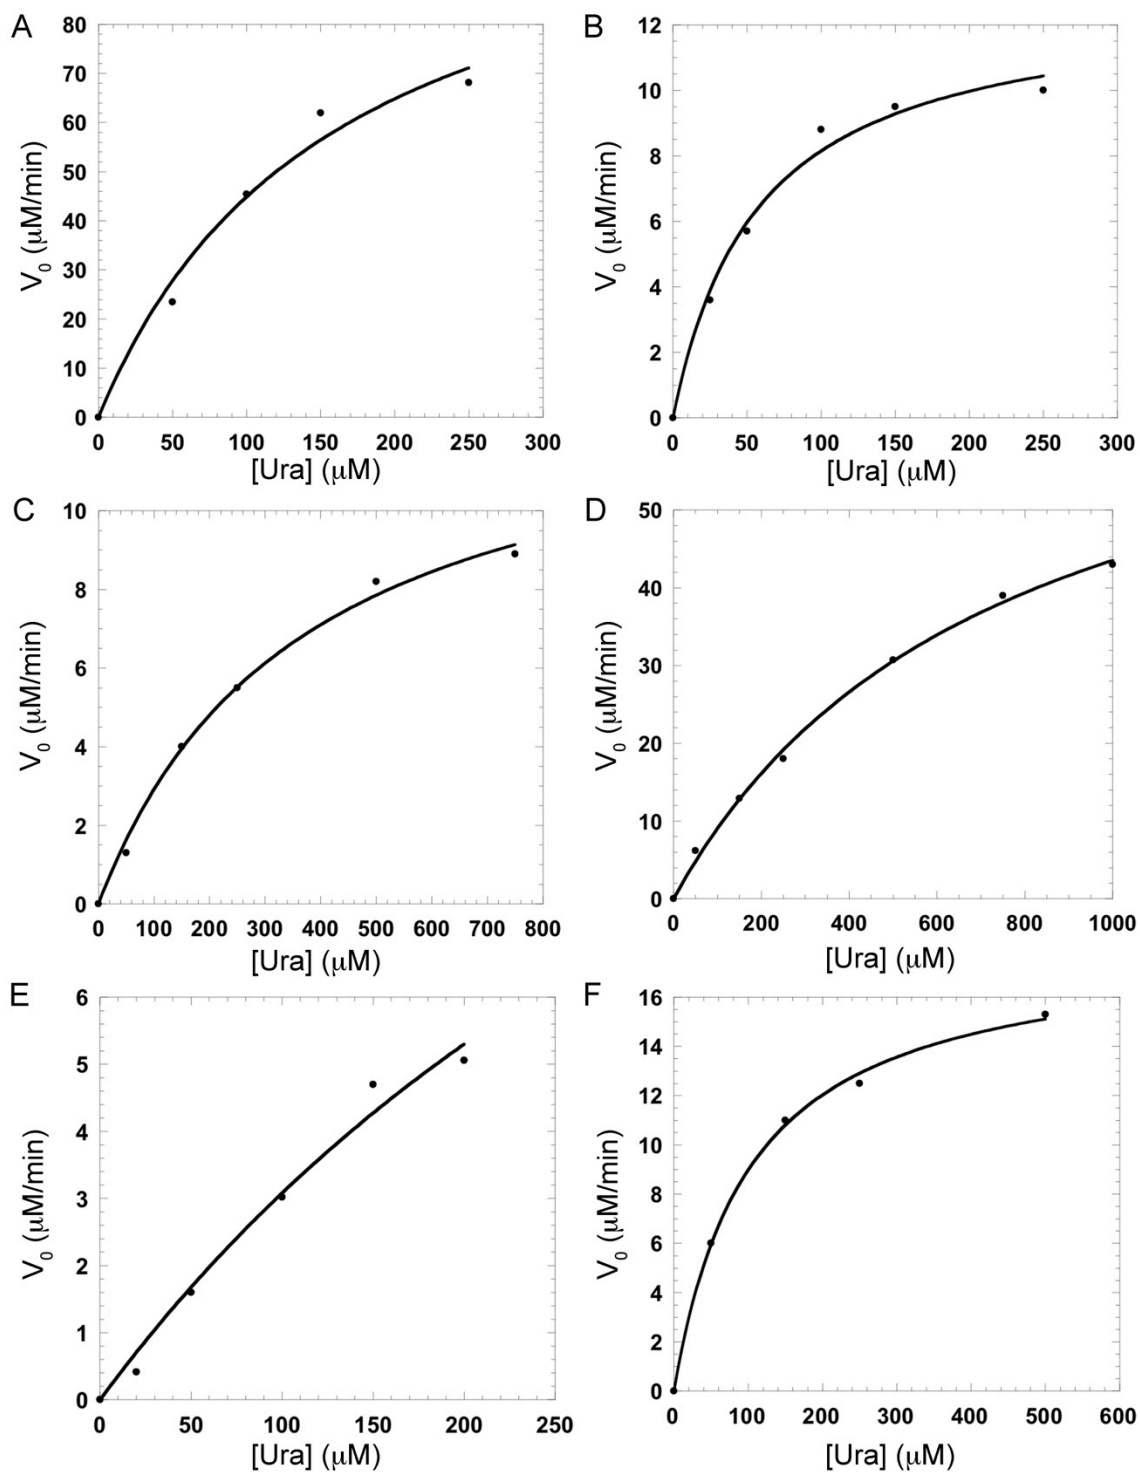 A
80
70
60
50
40
30
20
10
0
V₀ (μM/min)
0 50 100 150 200 250 300
[Ura] (μM)
B
12
10
8
6
4
2
0
V₀ (μM/min)
0 50 100 150 200 250 300
[Ura] (μM)
C
10
8
6
4
2
0
V₀ (μM/min)
0 100 200 300 400 500 600 700 800
[Ura] (μM)
D
50
40
30
20
10
0
V₀ (μM/min)
0 200 400 600 800 1000
[Ura] (μM)
E
6
5
4
3
2
1
0
V₀ (μM/min)
0 50 100 150 200 250
[Ura] (μM)
F
16
14
12
10
8
6
4
2
0
V₀ (μM/min)
0 100 200 300 400 500 600
[Ura] (μM)